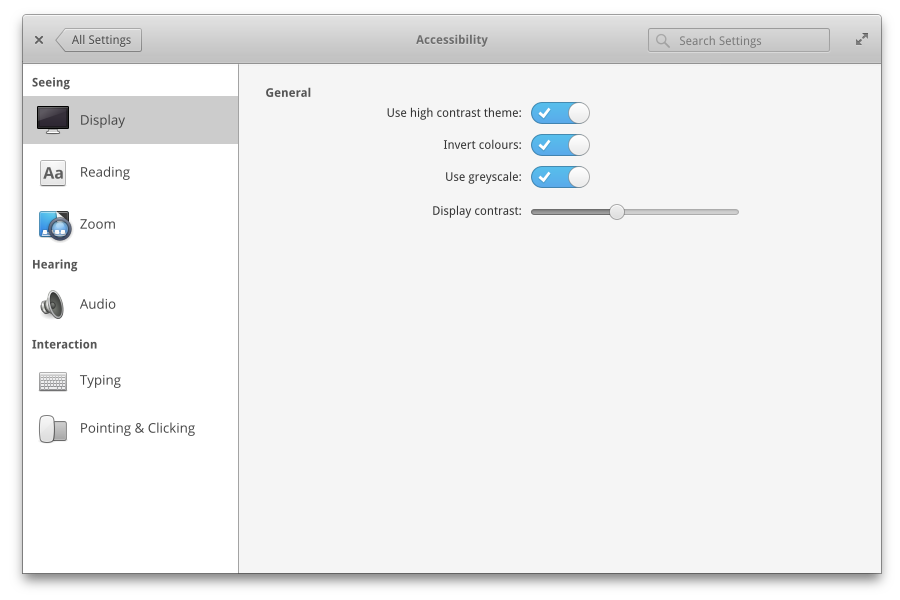 All Settings
Accessibility
Search Settings
Seeing
Display
Aa
Reading
Zoom
Hearing
Audio
Interaction
Typing
Pointing & Clicking
General
Use high contrast theme:
Invert colours:
Use greyscale:
Display contrast: